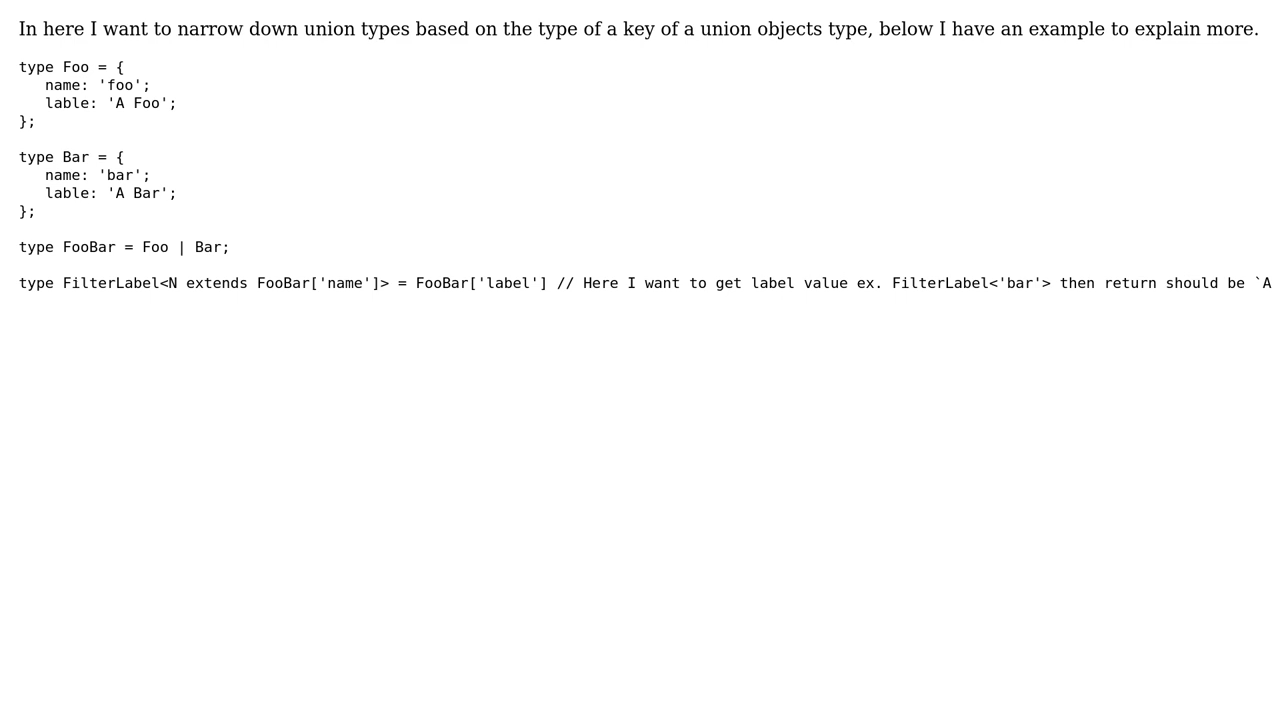 In here I want to narrow down union types based on the type of a key of a union objects type, below I have an example to explain more.
type Foo = {
   name: 'foo';
   lable: 'A Foo';
};
type Bar = {
   name: 'bar';
   lable: 'A Bar';
};
type FooBar = Foo | Bar;
type FilterLabel<N extends FooBar['name']> = FooBar['label'] // Here I want to get label value ex. FilterLabel<'bar'> then return should be `A